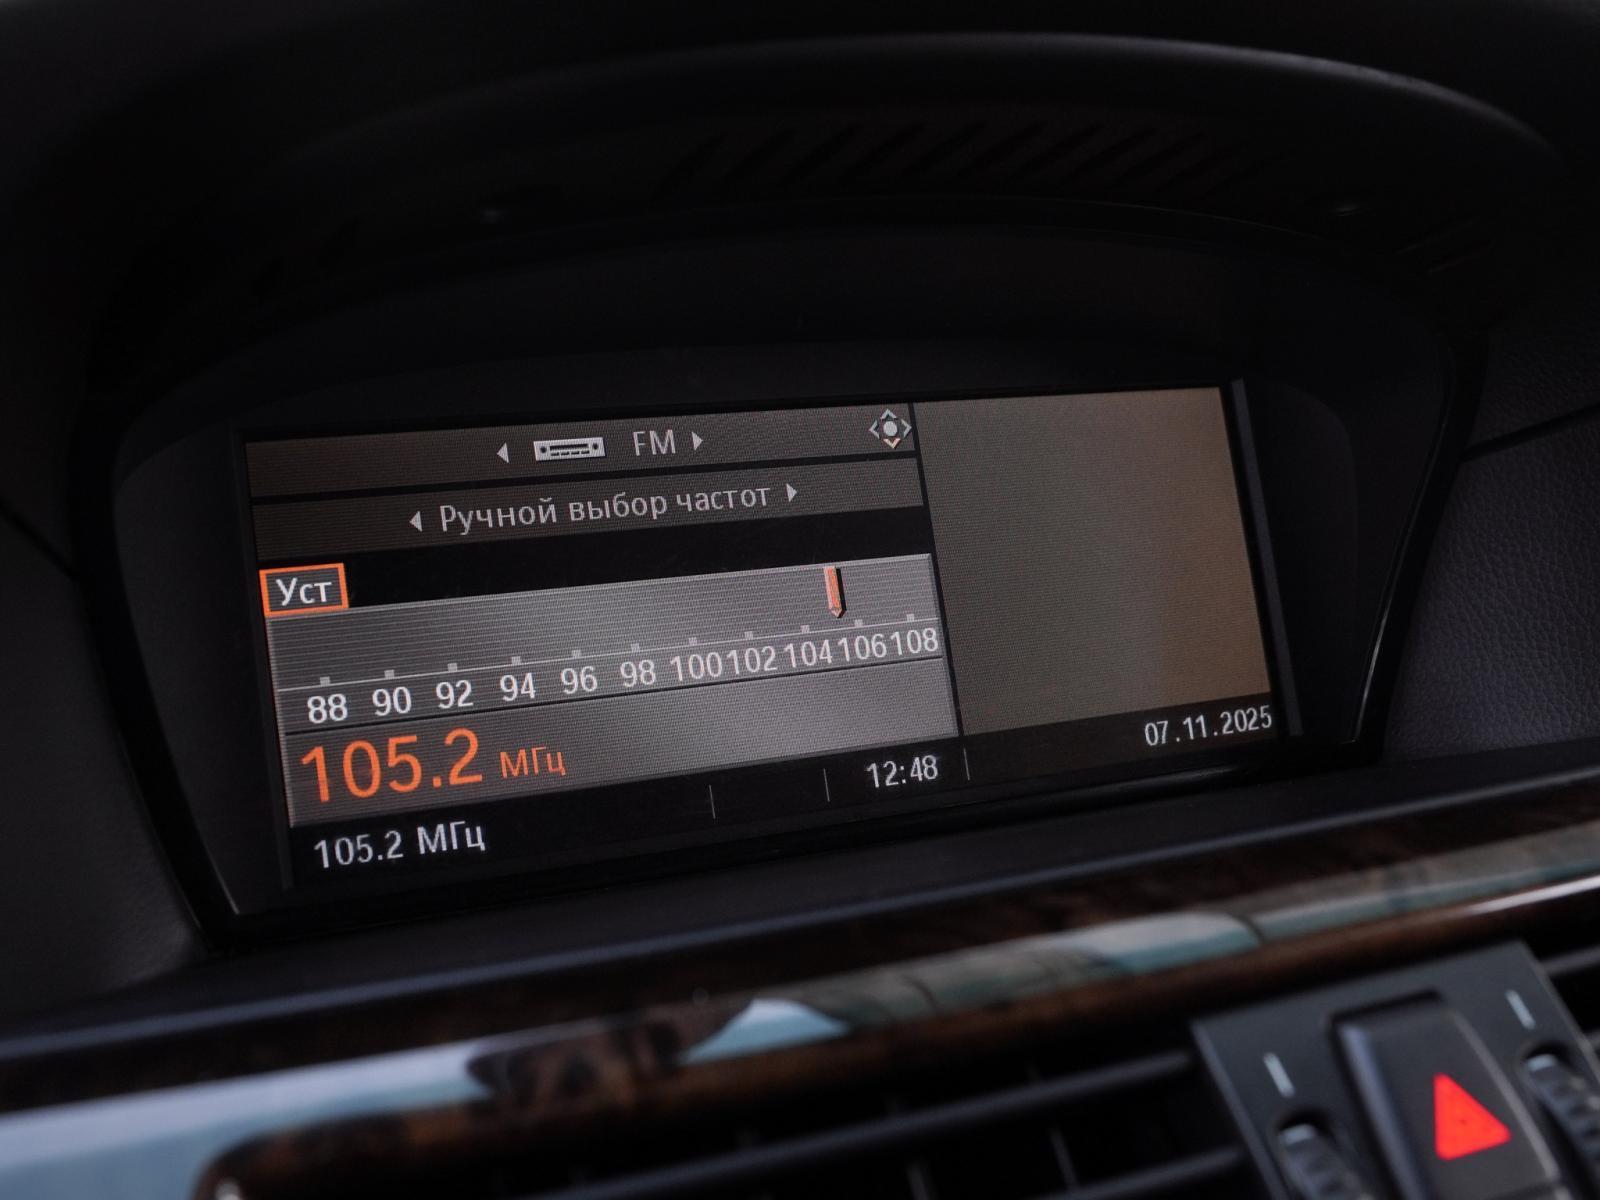 FM
Ручной выбор частот
Уст
88 90 92 94 96 98 100 102 104 106 108
105.2 МГц
12:48
07.11.2025
105.2 МГц